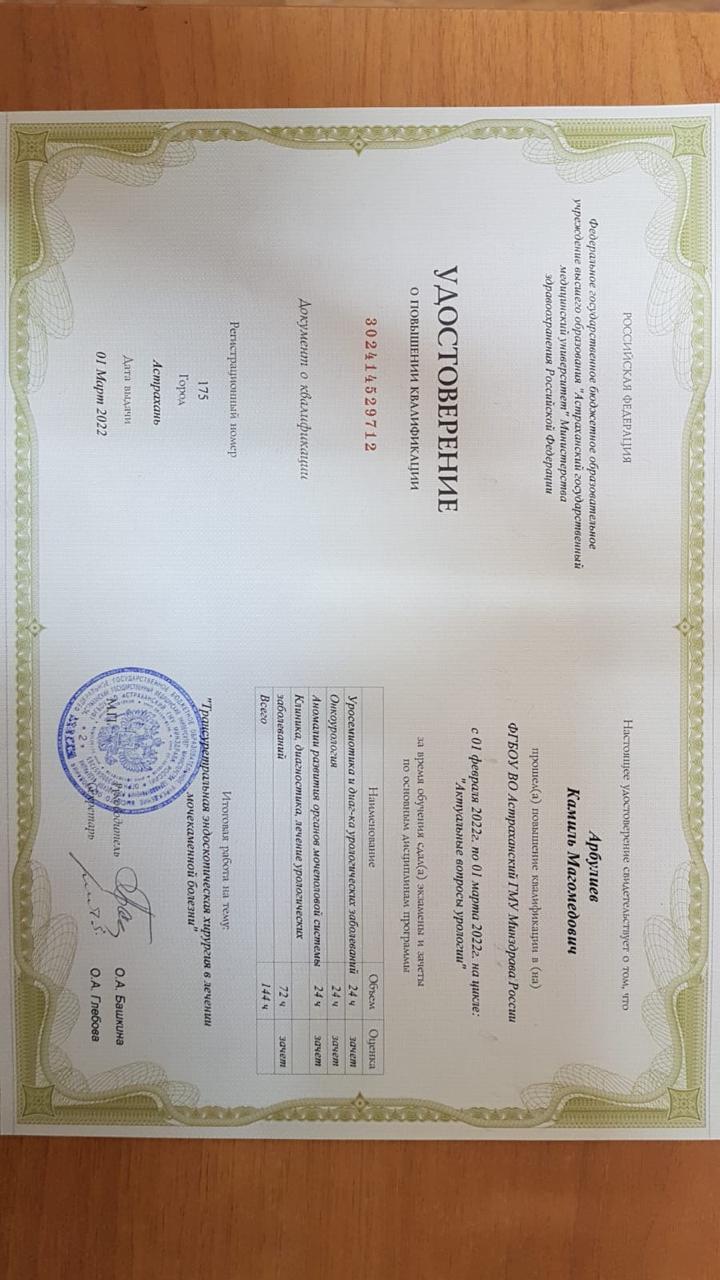 РОССИЙСКАЯ ФЕДЕРАЦИЯ
Федеральное государственное бюджетное образовательное
учреждение высшего образования "Астраханский государственный
медицинский университет" Министерства
здравоохранения Российской Федерации
УДОСТОВЕРЕНИЕ
О ПОВЫШЕНИИ КВАЛИФИКАЦИИ
302414529712
Документ о квалификации
Регистрационный номер
175
Город
Астрахань
Дата выдачи
01 Март 2022
Настоящее удостоверение свидетельствует о том, что
Арбулиев
Камиль Магомедович
прошел(а) повышение квалификации в (на)
ФГБОУ ВО Астраханский ГМУ Минздрава России
с 01 февраля 2022г. по 01 марта 2022г. на цикле:
"Актуальные вопросы урологии"
за время обучения сдал(а) экзамены и зачеты
по основным дисциплинам программы
Наименование Объем Оценка
Уросемиотика и диаг-ка урологических заболеваний 24 ч зачет
Онкоурология 24 ч зачет
Аномалии развития органов мочеполовой системы 24 ч зачет
Клиника, диагностика, лечение урологических
заболеваний 72 ч зачет
Всего 144 ч
Итоговая работа на тему:
"Трансуретральная эндоскопическая хирургия в лечении
мочекаменной болезни"
М.П.
Руководитель О.А. Башкина
Секретарь О.А. Глебова